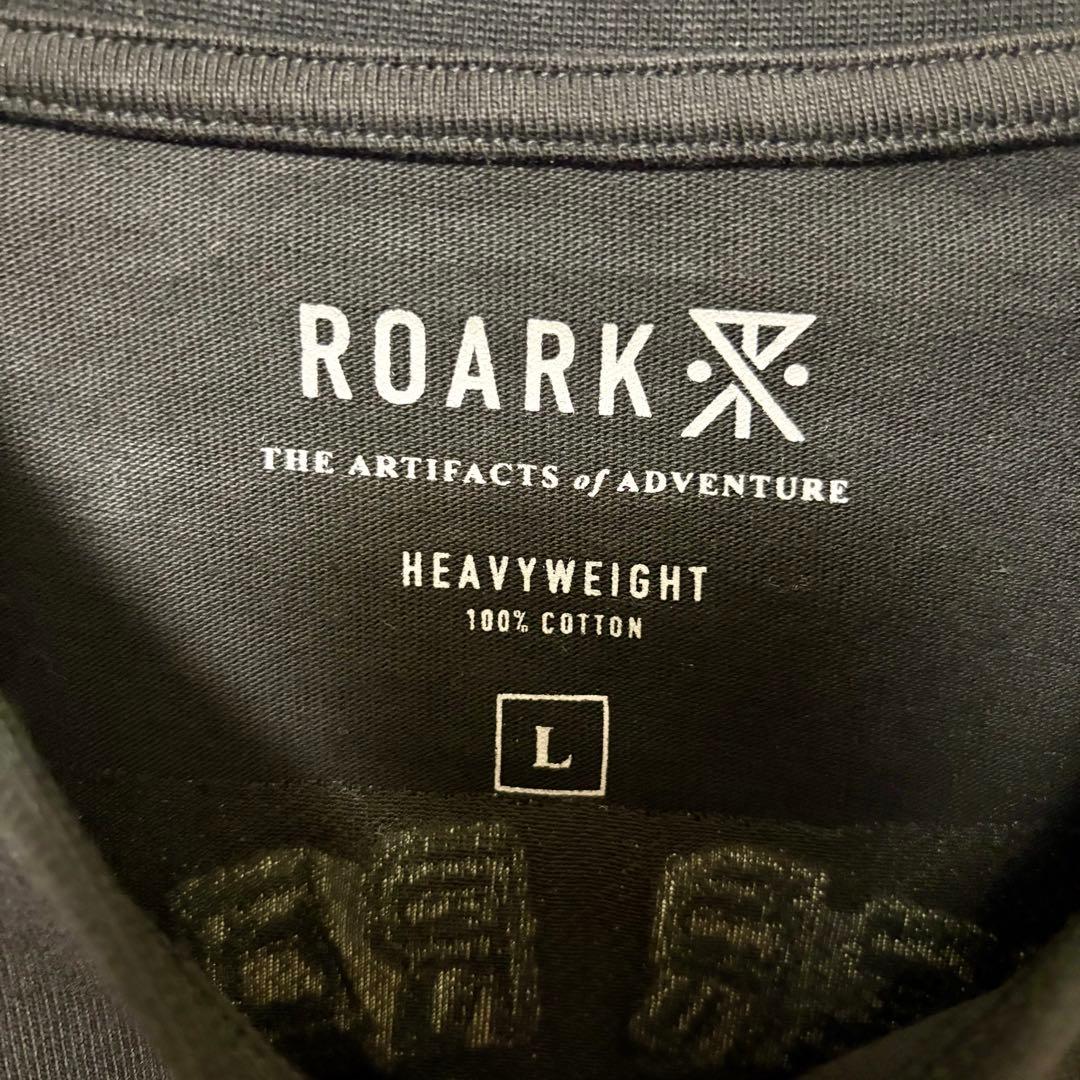 ROARK
THE ARTIFACTS of ADVENTURE
HEAVYWEIGHT
100% COTTON
L